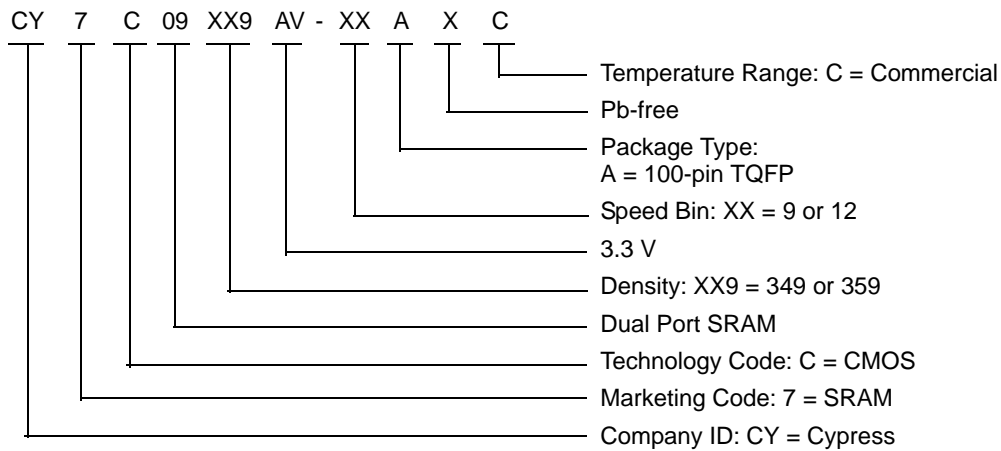 CY 7 C 09 XX9 AV - XX A X C
Temperature Range: C = Commercial
Pb-free
Package Type:
A = 100-pin TQFP
Speed Bin: XX = 9 or 12
3.3 V
Density: XX9 = 349 or 359
Dual Port SRAM
Technology Code: C = CMOS
Marketing Code: 7 = SRAM
Company ID: CY = Cypress